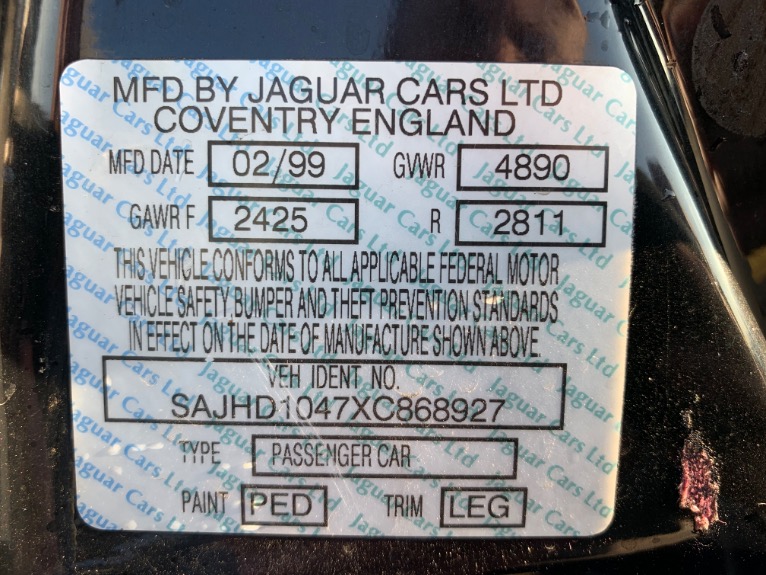 MFD BY JAGUAR CARS LTD
COVENTRY ENGLAND
MFD DATE 02/99 GVWR 4890
GAWR F 2425 R 2811
THIS VEHICLE CONFORMS TO ALL APPLICABLE FEDERAL MOTOR
VEHICLE SAFETY BUMPER AND THEFT PREVENTION STANDARDS
IN EFFECT ON THE DATE OF MANUFACTURE SHOWN ABOVE.
VEH IDENT NO.
SAJHD1047XC868927
TYPE PASSENGER CAR
PAINT PED TRIM LEG